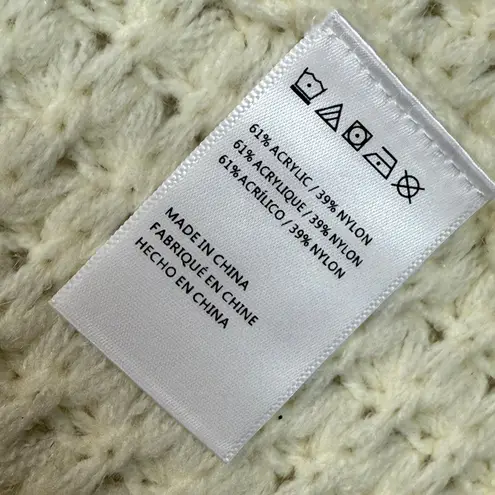 61% ACRYLIC / 39% NYLON
61% ACRYLIQUE / 39% NYLON
61% ACRÍLICO / 39% NYLON
MADE IN CHINA
FABRIQUÉ EN CHINE
HECHO EN CHINA